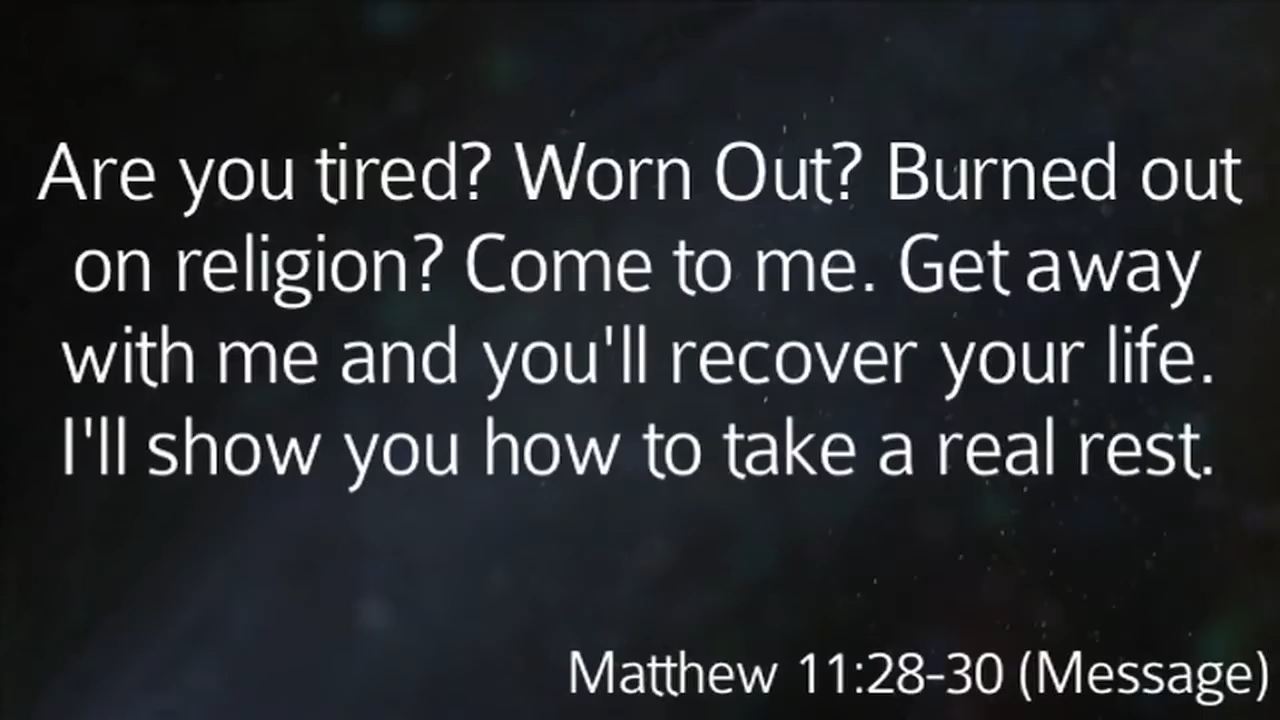 Are you tired? Worn Out? Burned out
on religion? Come to me. Get away
with me and you'll recover your life.
I'll show you how to take a real rest.
Matthew 11:28-30 (Message)